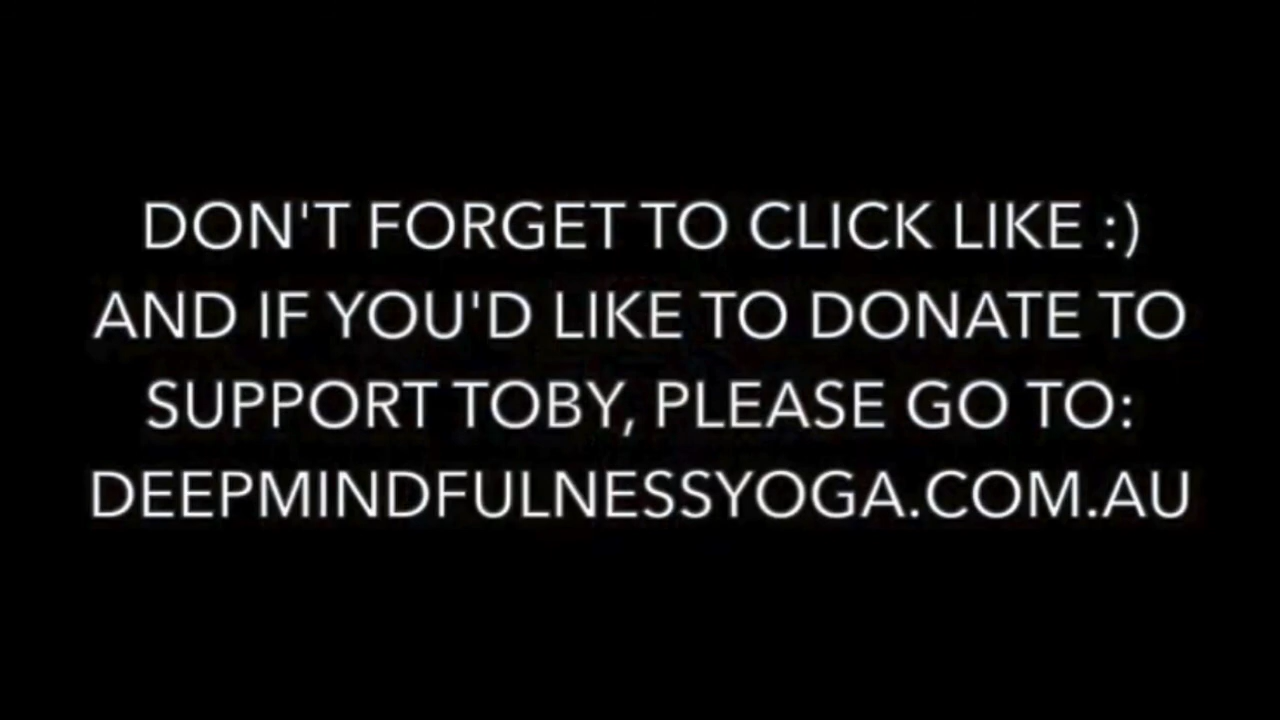 DON'T FORGET TO CLICK LIKE :)
AND IF YOU'D LIKE TO DONATE TO
SUPPORT TOBY, PLEASE GO TO:
DEEPMINDFULNESSYOGA.COM.AU